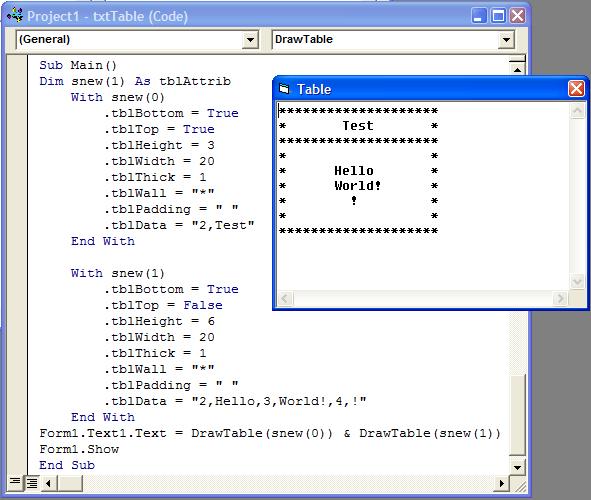 Project1 - txtTable (Code)
(General) DrawTable
Sub Main()
Dim snew(1) As tblAttrib
    With snew(0)
        .tblBottom = True
        .tblTop = True
        .tblHeight = 3
        .tblWidth = 20
        .tblThick = 1
        .tblWall = "*"
        .tblPadding = " "
        .tblData = "2,Test"
    End With

    With snew(1)
        .tblBottom = True
        .tblTop = False
        .tblHeight = 6
        .tblWidth = 20
        .tblThick = 1
        .tblWall = "*"
        .tblPadding = " "
        .tblData = "2,Hello,3,World!,4,!"
    End With
Form1.Text1.Text = DrawTable(snew(0)) & DrawTable(snew(1))
Form1.Show
End Sub
Table
********************
*       Test       *
********************
*                  *
*      Hello       *
*      World!      *
*        !         *
*                  *
********************